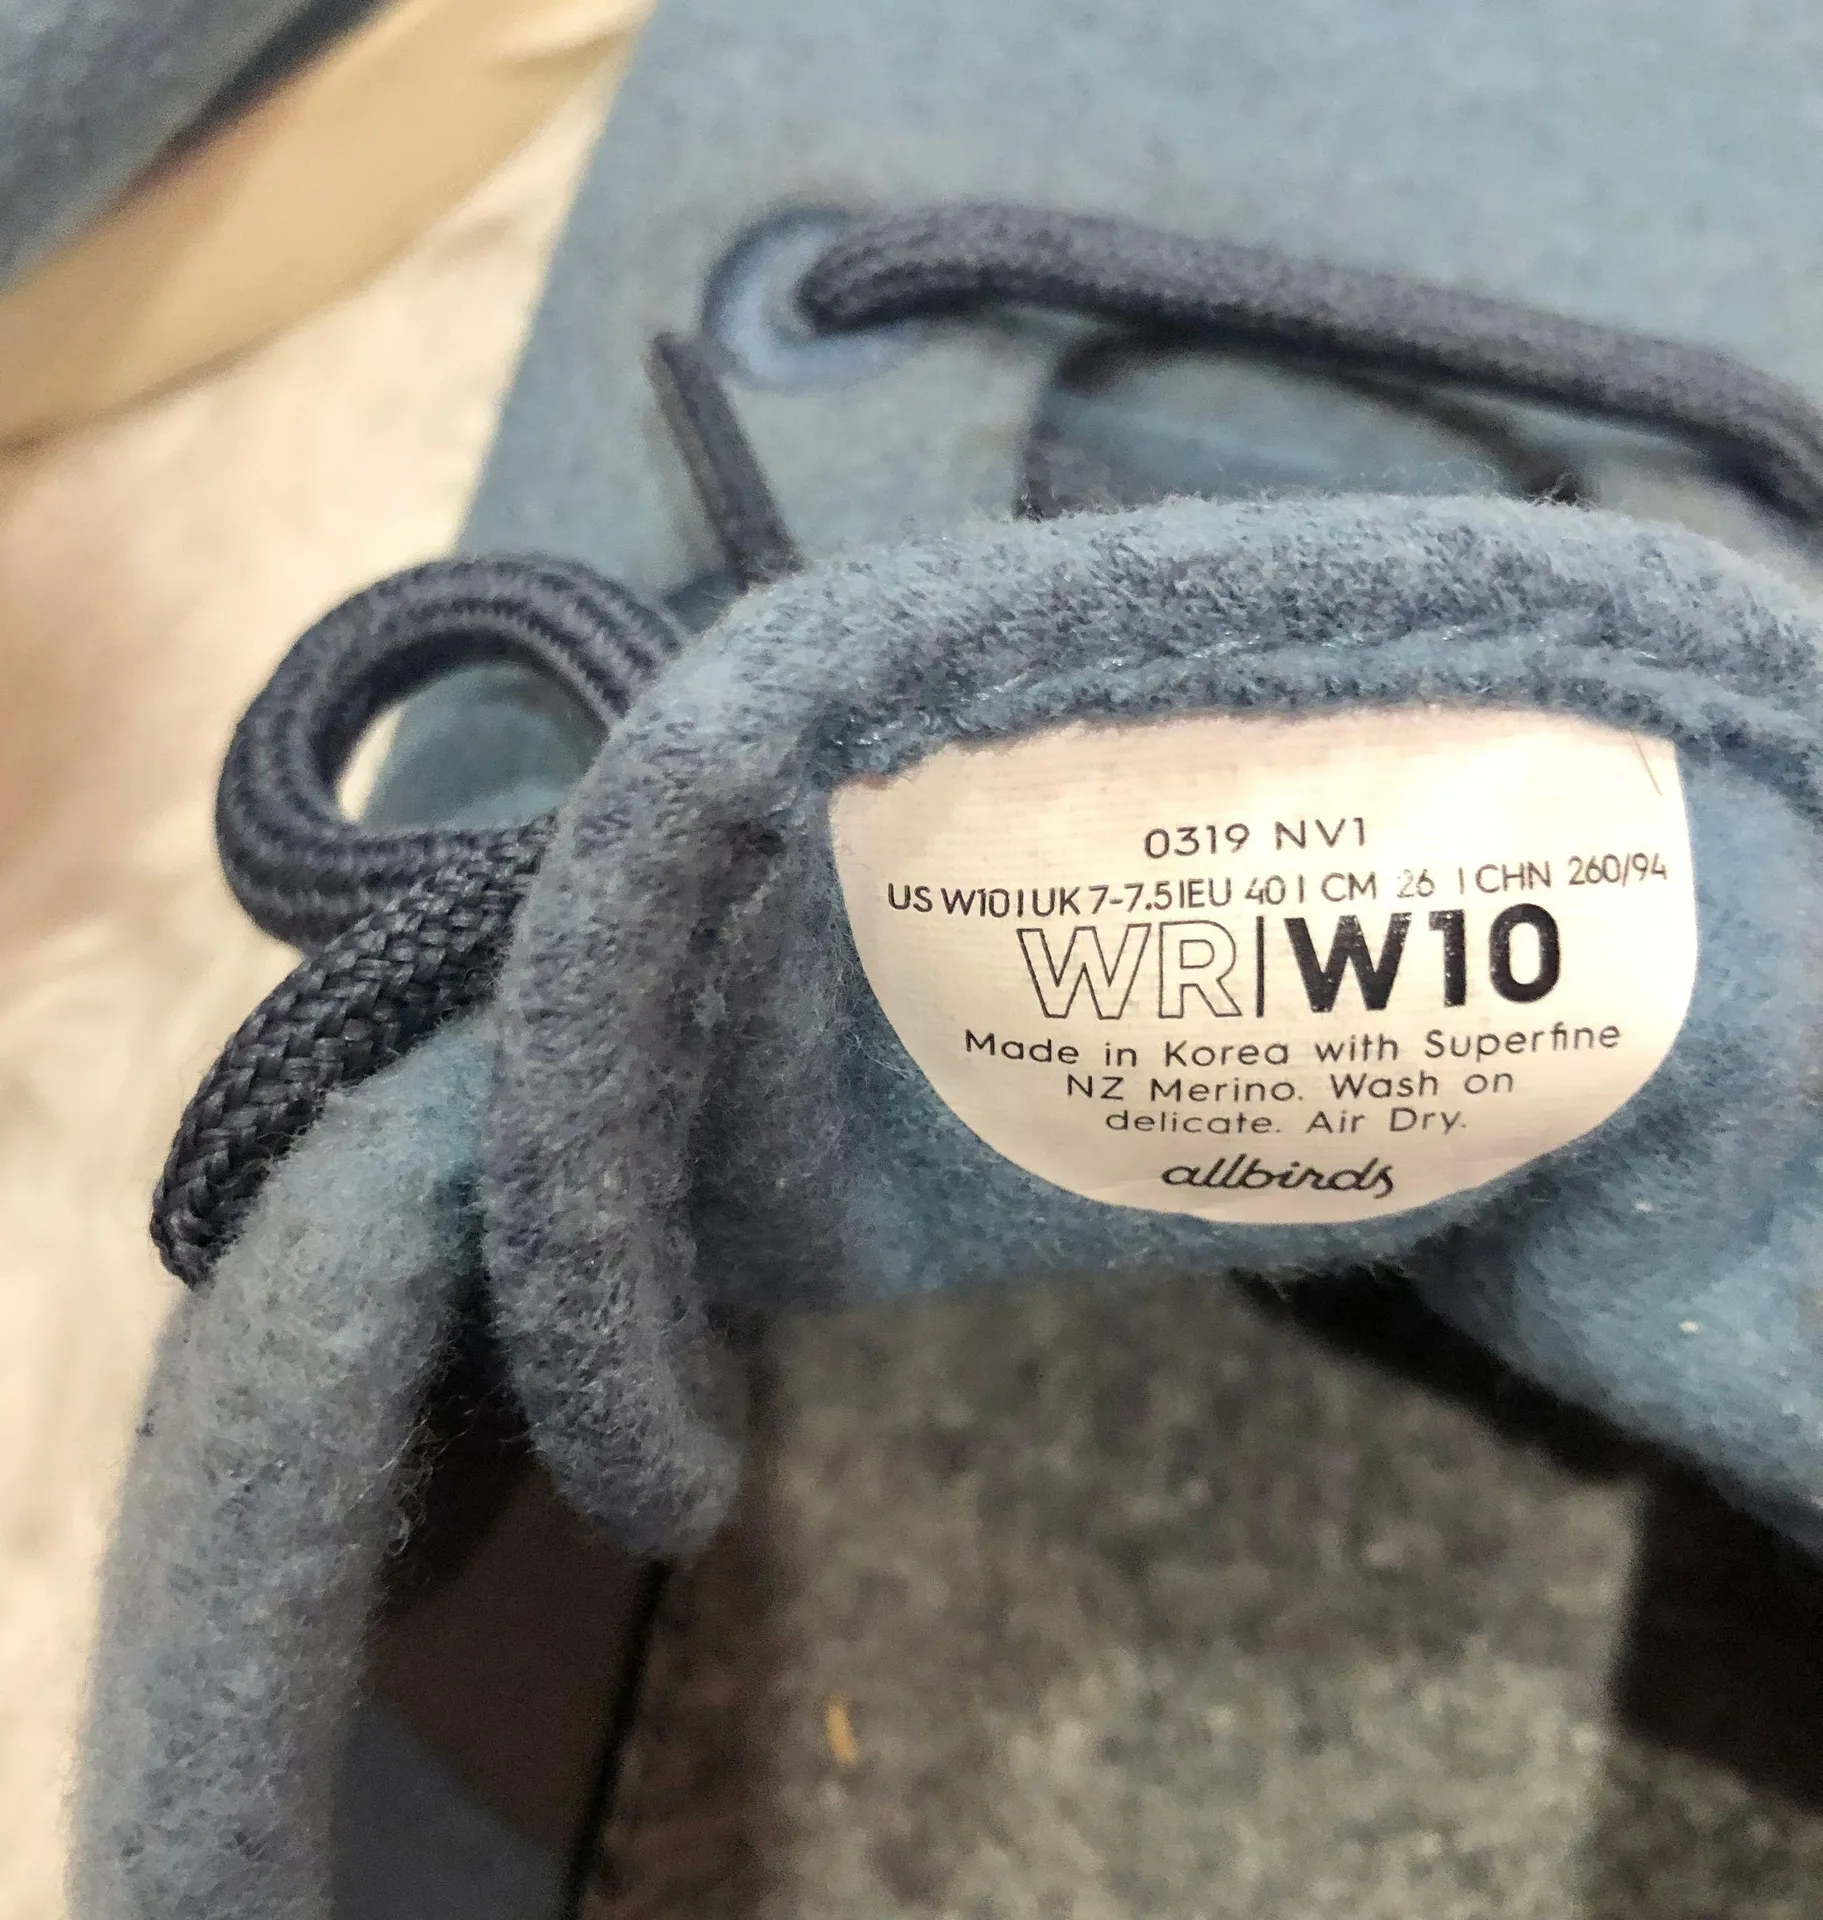 0319 NV1
US W10 | UK 7-7.5 | EU 40 | CM 26 | CHN 260/94
WR | W10
Made in Korea with Superfine
NZ Merino. Wash on
delicate. Air Dry.
allbirds